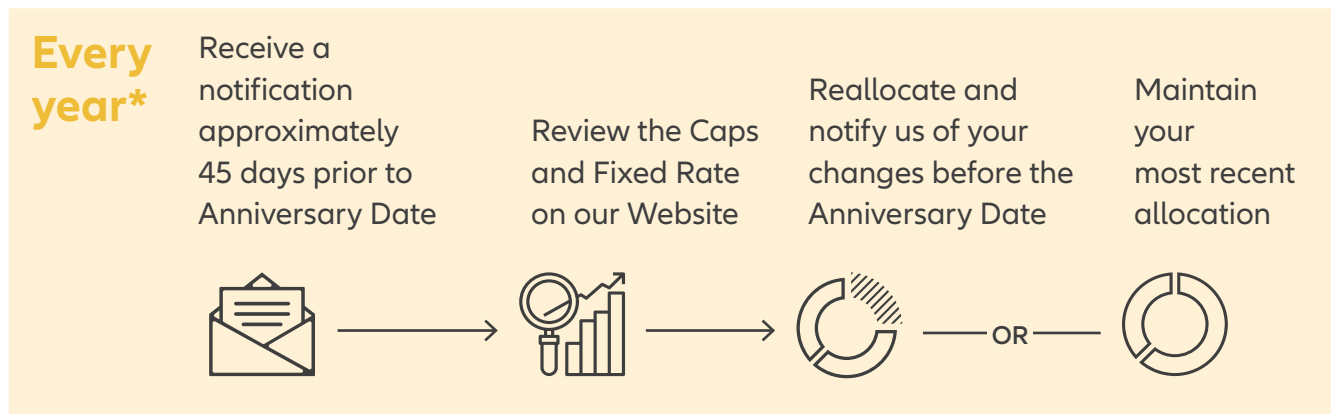 Every
year*
Receive a
notification
approximately
45 days prior to
Anniversary Date
Review the Caps
and Fixed Rate
on our Website
Reallocate and
notify us of your
changes before the
Anniversary Date
Maintain
your
most recent
allocation
OR